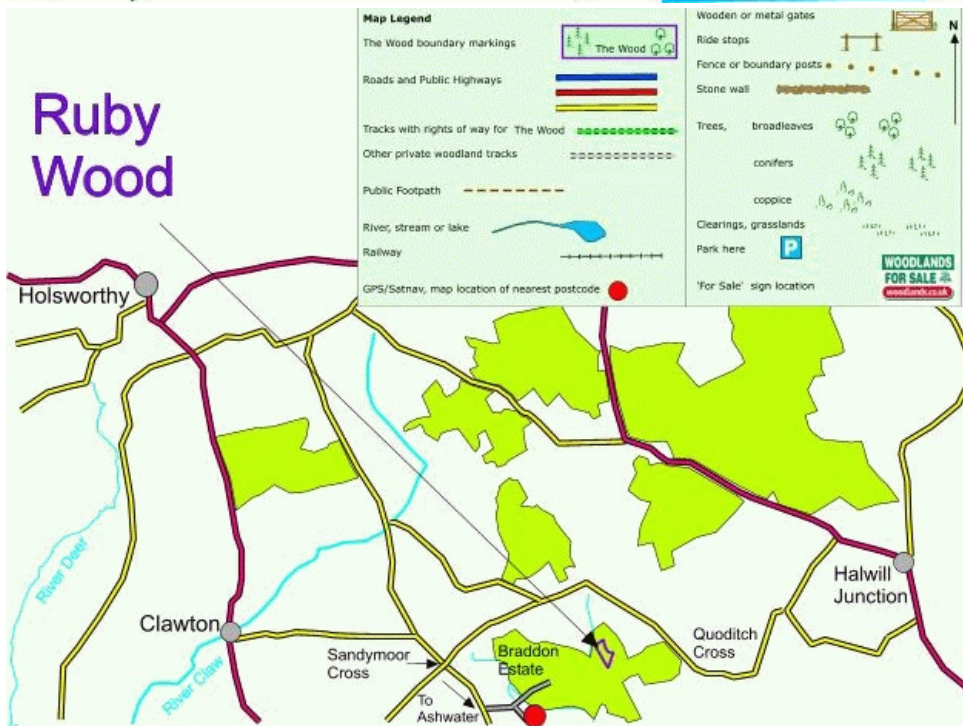 Map Legend
The Wood boundary markings
The Wood
Roads and Public Highways
Tracks with rights of way for The Wood
Other private woodland tracks
Public Footpath
River, stream or lake
Railway
GPS/Satnav, map location of nearest postcode
Wooden or metal gates
N
Ride stops
Fence or boundary posts
Stone wall
Trees, broadleaves
conifers
coppice
Clearings, grasslands
Park here
P
'For Sale' sign location
WOODLANDS
FOR SALE
woodlands.co.uk
Ruby
Wood
Holsworthy
River Deer
Clawton
River Claw
Sandymoor
Cross
To
Ashwater
Braddon
Estate
Quoditch
Cross
Halwill
Junction